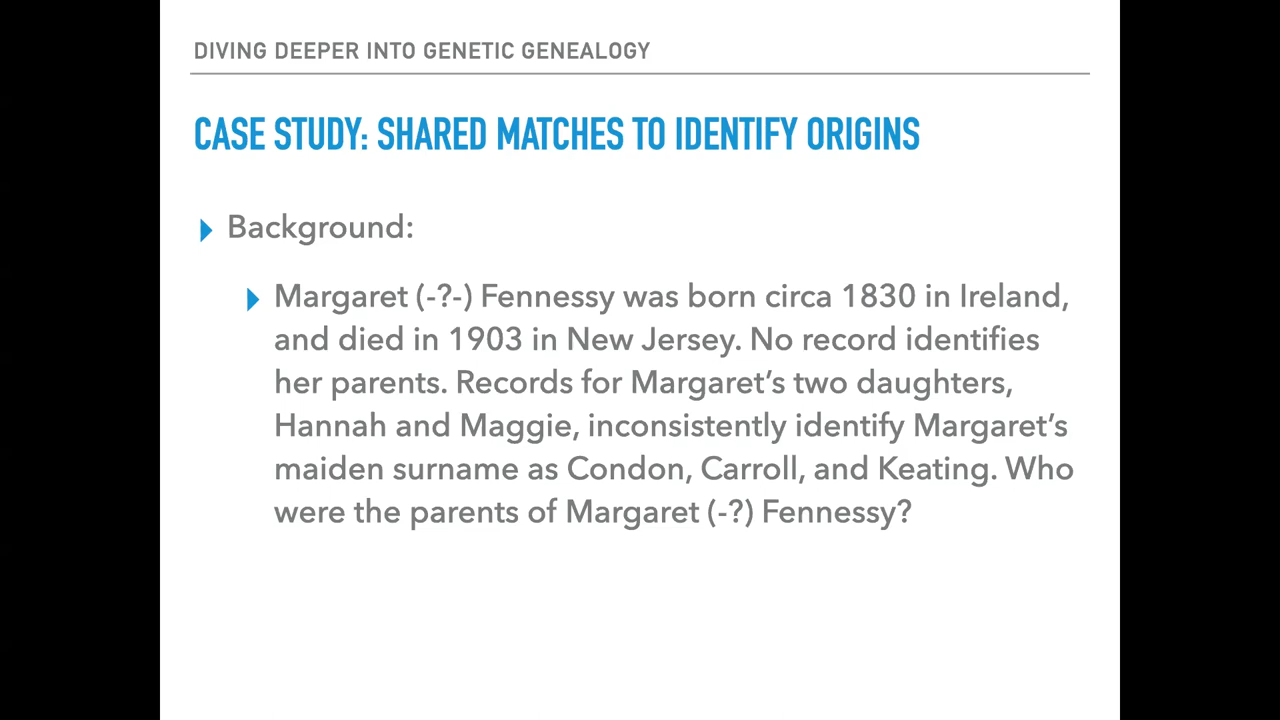 DIVING DEEPER INTO GENETIC GENEALOGY
CASE STUDY: SHARED MATCHES TO IDENTIFY ORIGINS
Background:
Margaret (-?-) Fennessy was born circa 1830 in Ireland,
and died in 1903 in New Jersey. No record identifies
her parents. Records for Margaret’s two daughters,
Hannah and Maggie, inconsistently identify Margaret’s
maiden surname as Condon, Carroll, and Keating. Who
were the parents of Margaret (-?) Fennessy?